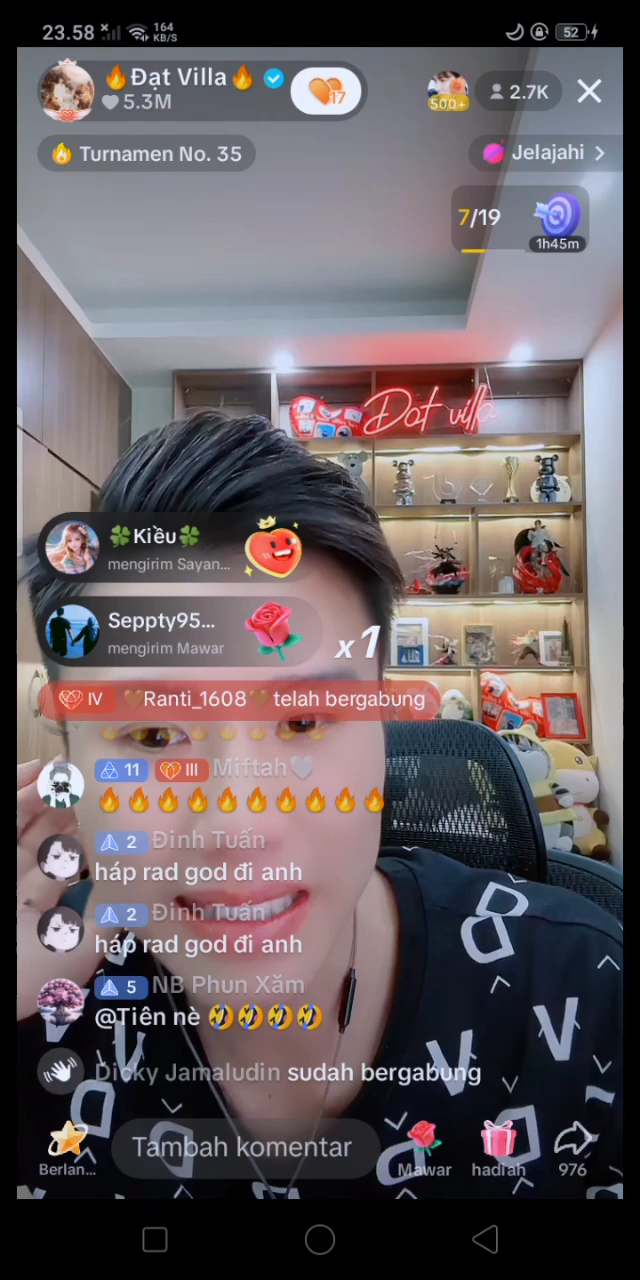 23.58
164
KB/S
52
🔥Đạt Villa🔥
5.3M
17
500+
2.7K
Turnamen No. 35
Jelajahi
7/19
1h45m
Dat villa
🍀Kiều🍀
mengirim Sayan...
Seppty95...
mengirim Mawar
x1
IV 🤎Ranti_1608🤎 telah bergabung
11 III Miftah🤍
🔥🔥🔥🔥🔥🔥🔥🔥🔥🔥
2 Đinh Tuấn
háp rad god đi anh
2 Đinh Tuấn
háp rad god đi anh
5 NB Phun Xăm
@Tiên nè 🤣🤣🤣🤣
Dicky Jamaludin sudah bergabung
Berlan...
Tambah komentar
Mawar
hadiah
976